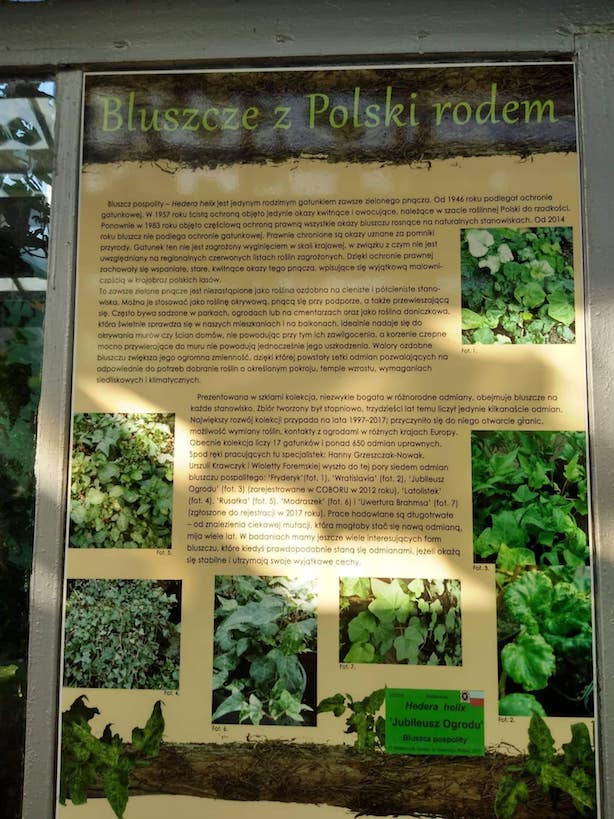 Bluszcze z Polski rodem
Bluszcz pospolity – Hedera helix jest jedynym rodzimym gatunkiem zawsze zielonego pnącza. Od 1946 roku podlegał ochronie
gatunkowej. W 1957 roku ścisłą ochroną objęto jedynie okazy kwitnące i owocujące, należące w szacie roślinnej Polski do rzadkości.
Ponownie w 1983 roku objęto częściową ochroną prawną wszystkie okazy bluszczu rosnące na naturalnych stanowiskach. Od 2014
roku bluszcz nie podlega ochronie gatunkowej. Prawnie chronione są okazy uznane za pomniki
przyrody. Gatunek ten nie jest zagrożony wyginięciem w skali krajowej, w związku z czym nie jest
uwzględniany na regionalnych czerwonych listach roślin zagrożonych. Dzięki ochronie prawnej
zachowały się wspaniałe, stare, kwitnące okazy tego pnącza, wpisujące się wyjątkową malowni-
czością w krajobraz polskich lasów.
To zawsze zielone pnącze jest niezastąpione jako roślina ozdobna na cieniste i półcieniste stano-
wiska. Można je stosować jako roślinę okrywową, pnącą się przy podporze, a także przewieszającą
się. Często bywa sadzone w parkach, ogrodach lub na cmentarzach oraz jako roślina doniczkowa,
która świetnie sprawdza się w naszych mieszkaniach i na balkonach. Idealnie nadaje się do
okrywania murów czy ścian domów, nie powodując przy tym ich zawilgocenia, a korzenie czepne
mocno przywierające do muru nie powodują jednocześnie jego uszkodzenia. Walory ozdobne
bluszczu zwiększa jego ogromna zmienność, dzięki której powstały setki odmian pozwalających na
odpowiednie do potrzeb dobranie roślin o określonym pokroju, tempie wzrostu, wymaganiach
siedliskowych i klimatycznych.
Fot. 1.
Prezentowana w szklarni kolekcja, niezwykle bogata w różnorodne odmiany, obejmuje bluszcze na
każde stanowisko. Zbiór tworzony był stopniowo, trzydzieści lat temu liczył jedynie kilkanaście odmian.
Największy rozwój kolekcji przypada na lata 1997–2017; przyczyniło się do niego otwarcie granic,
możliwość wymiany roślin, kontakty z ogrodami w różnych krajach Europy.
Obecnie kolekcja liczy 17 gatunków i ponad 650 odmian uprawnych.
Spod ręki pracujących tu specjalistek: Hanny Grzeszczak-Nowak,
Urszuli Krawczyk i Wioletty Foremskiej wyszło do tej pory siedem odmian
bluszczu pospolitego: 'Fryderyk'(fot. 1), 'Wratislavia' (fot. 2), 'Jubileusz
Ogrodu' (fot. 3) (zarejestrowane w COBORU w 2012 roku), 'Latolistek'
(fot. 4), 'Rusałka' (fot. 5), 'Modraszek' (fot. 6) i 'Uwertura Brahmsa' (fot. 7)
(zgłoszone do rejestracji w 2017 roku). Prace hodowlane są długotrwałe
– od znalezienia ciekawej mutacji, która mogłaby stać się nową odmianą,
mija wiele lat. W badaniach mamy jeszcze wiele interesujących form
bluszczu, które kiedyś prawdopodobnie staną się odmianami, jeżeli okażą
się stabilne i utrzymają swoje wyjątkowe cechy.
Fot. 5.
Fot. 3.
Fot. 4.
Fot. 6.
Fot. 7.
Fot. 2.
Hedera helix
'Jubileusz Ogrodu'
Bluszcz pospolity